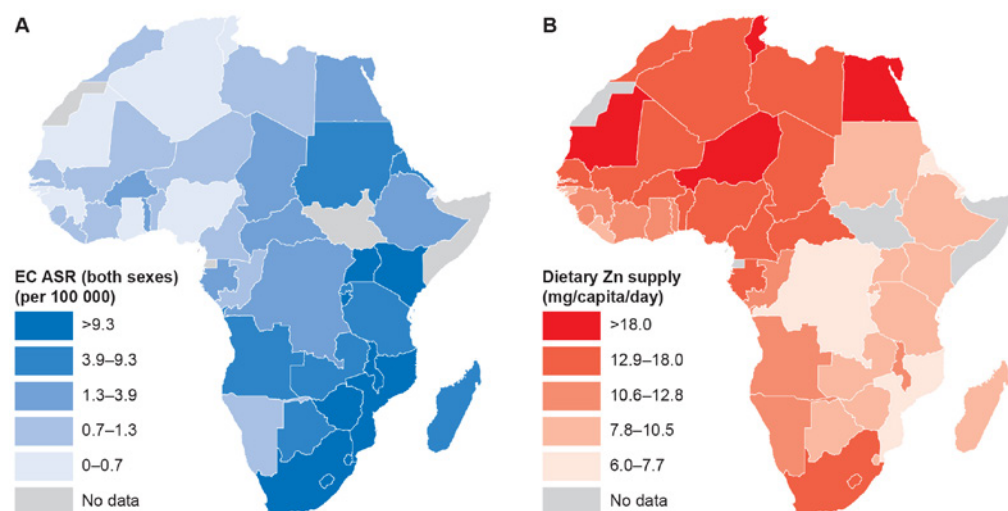 A
EC ASR (both sexes)
(per 100 000)
>9.3
3.9–9.3
1.3–3.9
0.7–1.3
0–0.7
No data
B
Dietary Zn supply
(mg/capita/day)
>18.0
12.9–18.0
10.6–12.8
7.8–10.5
6.0–7.7
No data